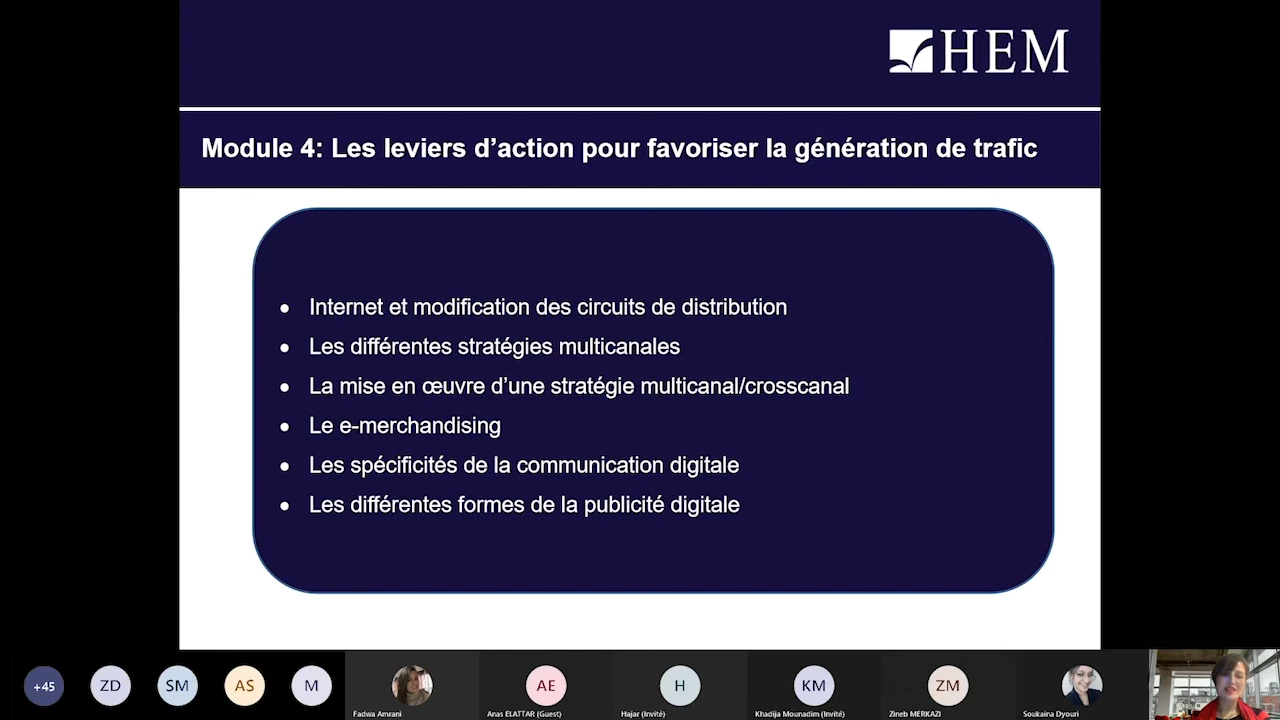 HEM
Module 4: Les leviers d’action pour favoriser la génération de trafic
• Internet et modification des circuits de distribution
• Les différentes stratégies multicanales
• La mise en œuvre d’une stratégie multicanal/crosscanal
• Le e-merchandising
• Les spécificités de la communication digitale
• Les différentes formes de la publicité digitale
+45
ZD
SM
AS
M
AE
H
KM
ZM
Fadwa Amrani
Anas ELATTAR (Guest)
Hajar (Invité)
Khadija Mounadim (Invité)
Zineb MERKAZI
Soukaina Dyouri